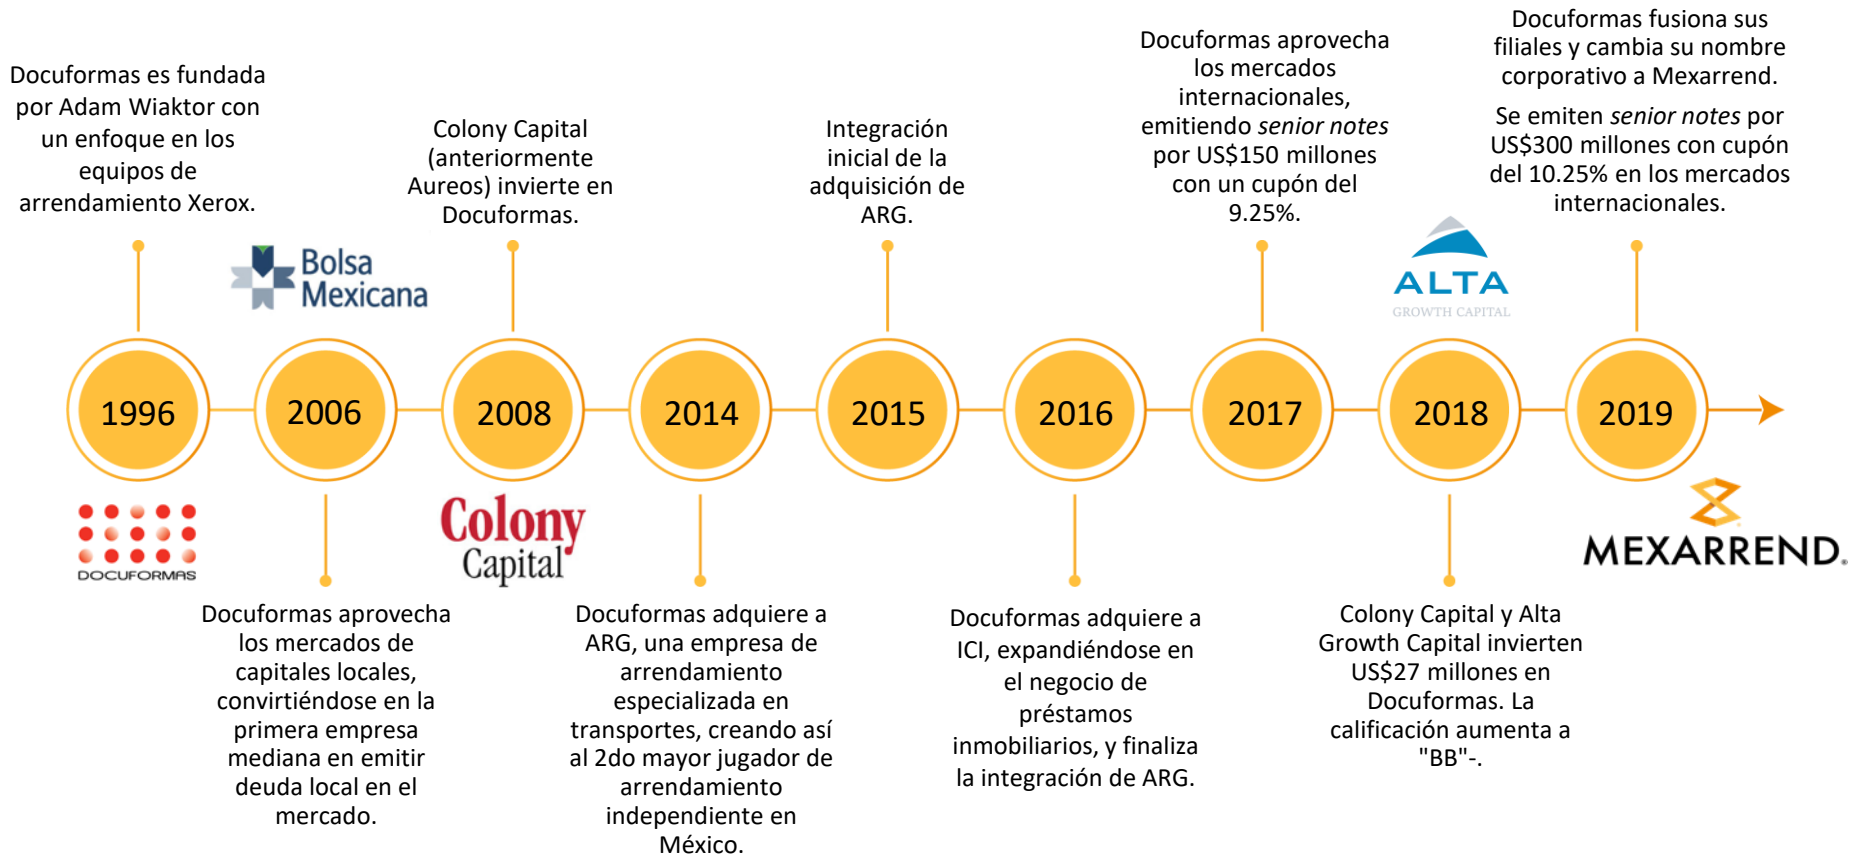 Docuformas es fundada
por Adam Wiaktor con
un enfoque en los
equipos de
arrendamiento Xerox.
1996
DOCUFORMAS
Bolsa
Mexicana
2006
Docuformas aprovecha
los mercados de
capitales locales,
convirtiéndose en la
primera empresa
mediana en emitir
deuda local en el
mercado.
Colony Capital
(anteriormente
Aureos) invierte en
Docuformas.
2008
Colony
Capital
2014
Docuformas adquiere a
ARG, una empresa de
arrendamiento
especializada en
transportes, creando así
al 2do mayor jugador de
arrendamiento
independiente en
México.
Integración
inicial de la
adquisición de
ARG.
2015
2016
Docuformas adquiere a
ICI, expandiéndose en
el negocio de
préstamos
inmobiliarios, y finaliza
la integración de ARG.
Docuformas aprovecha
los mercados
internacionales,
emitiendo senior notes
por US$150 millones
con un cupón del
9.25%.
2017
ALTA
GROWTH CAPITAL
2018
Colony Capital y Alta
Growth Capital invierten
US$27 millones en
Docuformas. La
calificación aumenta a
"BB"-.
Docuformas fusiona sus
filiales y cambia su nombre
corporativo a Mexarrend.
Se emiten senior notes por
US$300 millones con cupón
del 10.25% en los mercados
internacionales.
2019
MEXARREND®